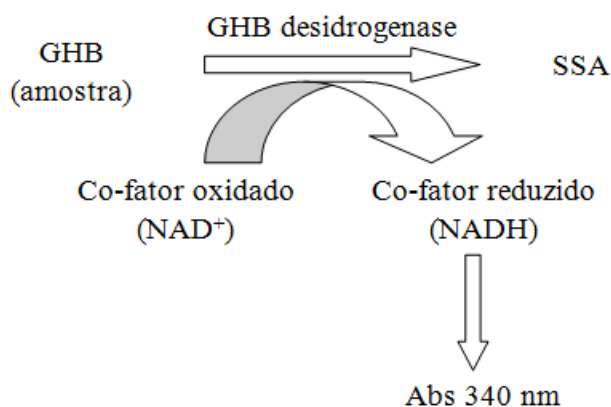 GHB desidrogenase
GHB
(amostra)
SSA
Co-fator oxidado
(NAD⁺)
Co-fator reduzido
(NADH)
Abs 340 nm